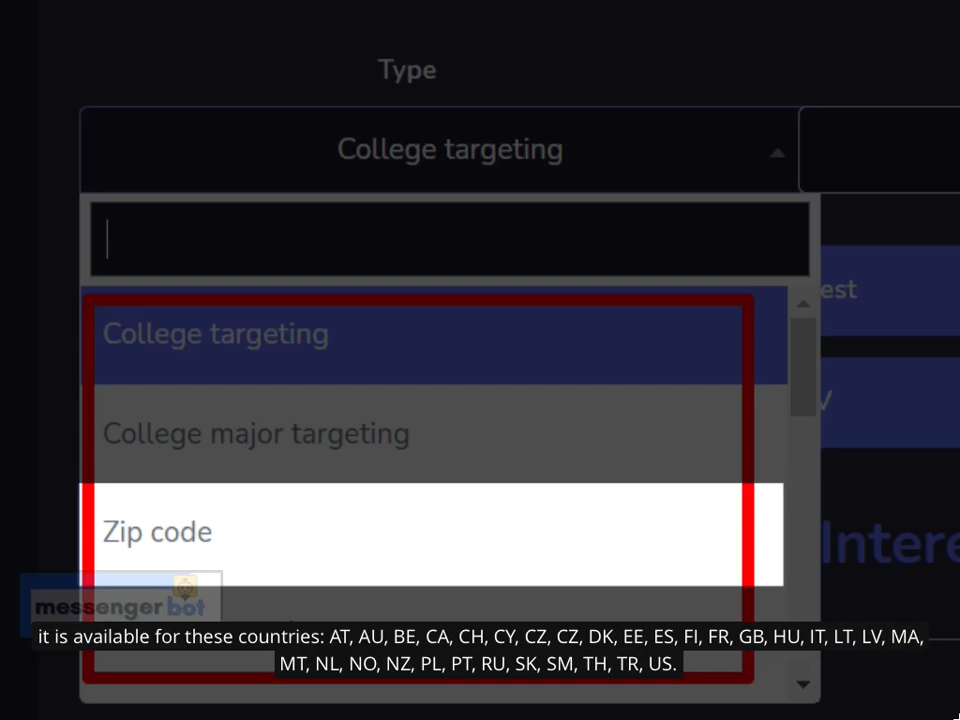 Type
College targeting
est
College targeting
V
College major targeting
Zip code
Intere
messenger bot
it is available for these countries: AT, AU, BE, CA, CH, CY, CZ, CZ, DK, EE, ES, FI, FR, GB, HU, IT, LT, LV, MA,
MT, NL, NO, NZ, PL, PT, RU, SK, SM, TH, TR, US.